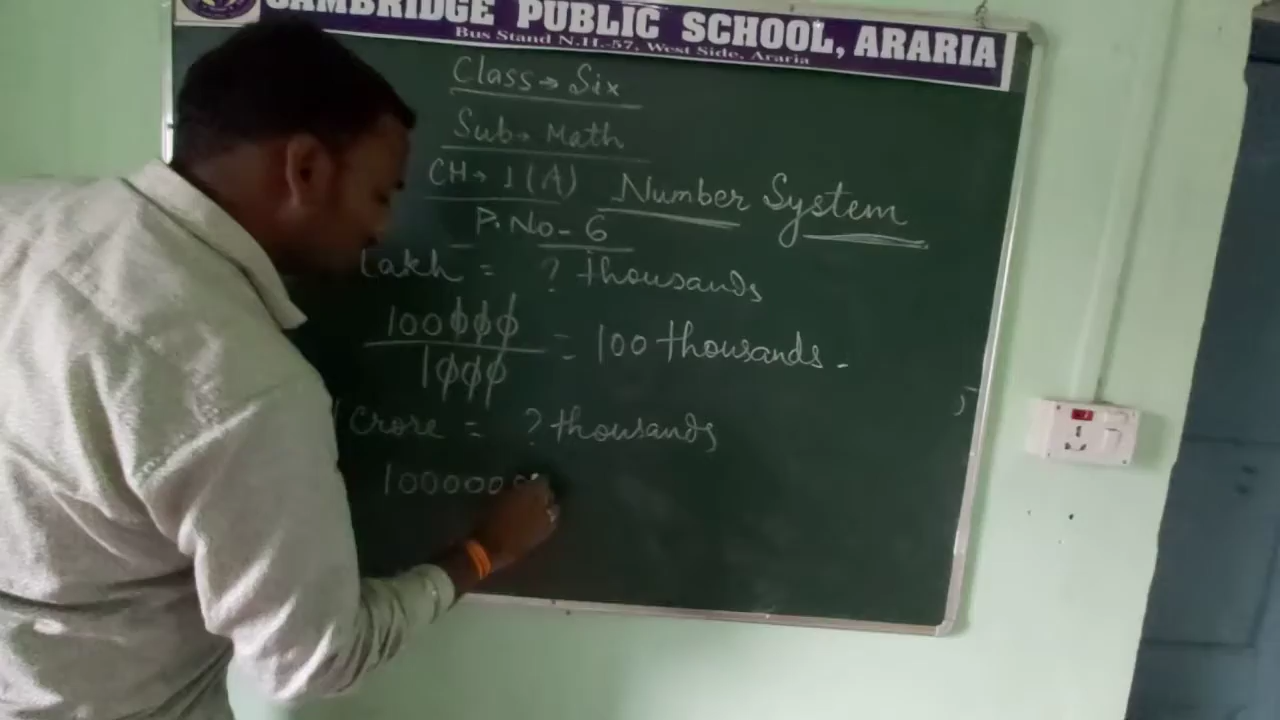 CAMBRIDGE PUBLIC SCHOOL, ARARIA
Bus Stand N.H.-57, West Side, Araria
Class → Six
Sub → Math
CH → 1 (A) Number System
P. No - 6
Lakh = ? thousands
100000
1000
= 100 thousands.
1 Crore = ? thousands
1000000